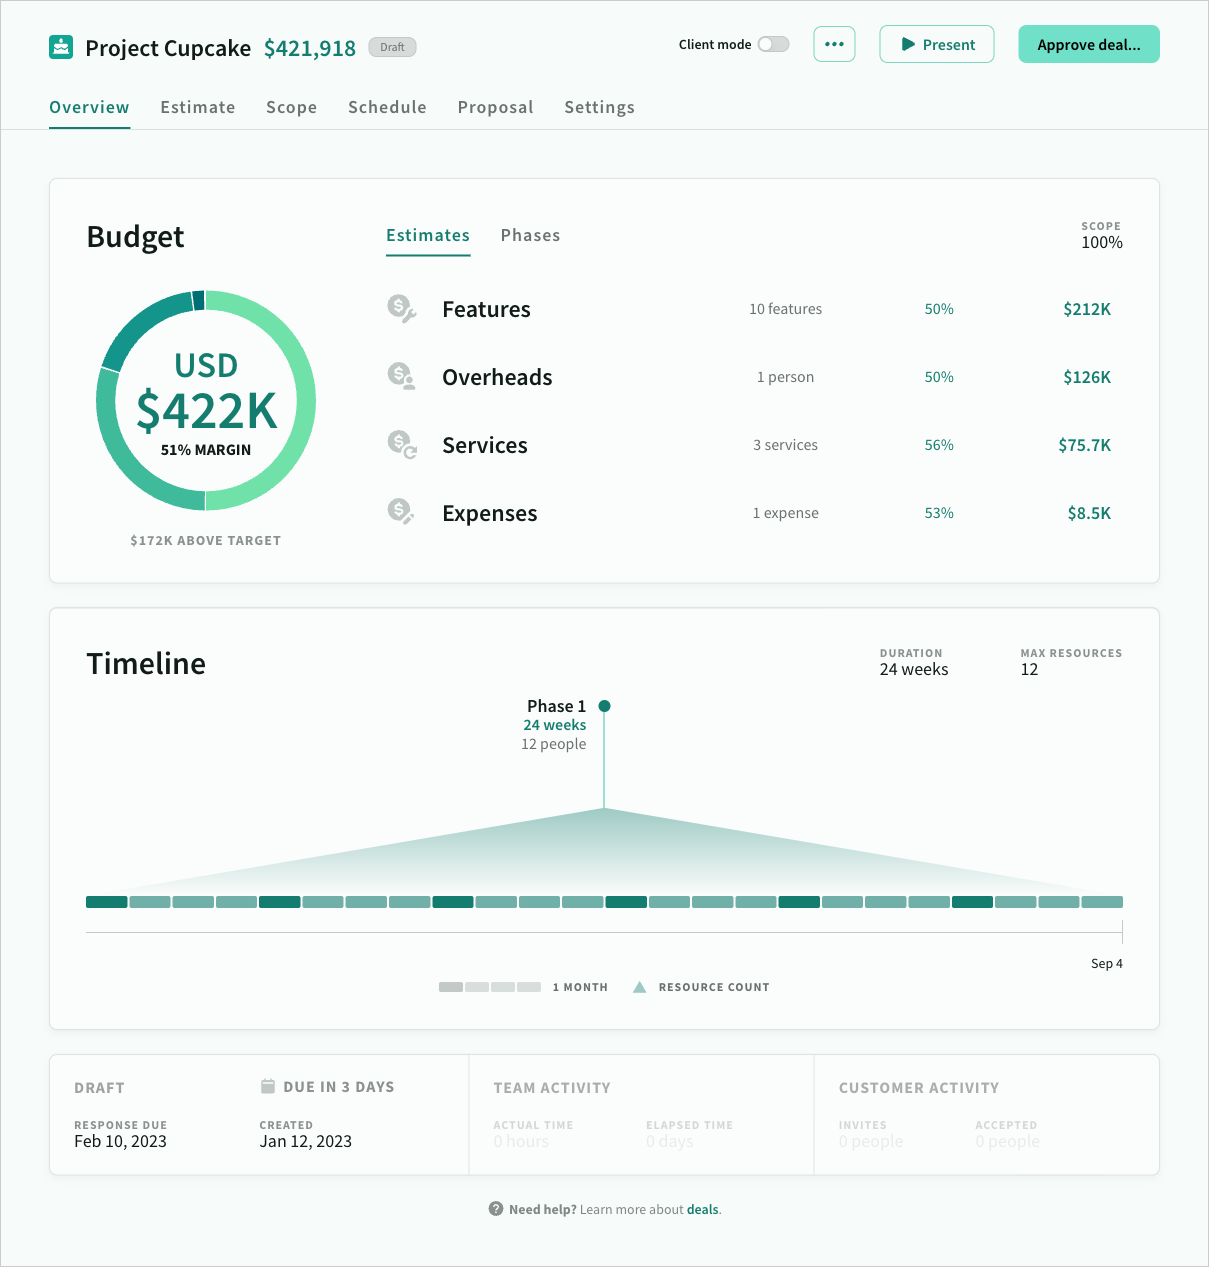 Project Cupcake $421,918 Draft
Client mode
Present
Approve deal...
Overview Estimate Scope Schedule Proposal Settings
Budget
Estimates Phases
SCOPE
100%
USD
$422K
51% MARGIN
$172K ABOVE TARGET
Features 10 features 50% $212K
Overheads 1 person 50% $126K
Services 3 services 56% $75.7K
Expenses 1 expense 53% $8.5K
Timeline
DURATION
24 weeks
MAX RESOURCES
12
Phase 1
24 weeks
12 people
Sep 4
1 MONTH RESOURCE COUNT
DRAFT
DUE IN 3 DAYS
RESPONSE DUE
Feb 10, 2023
CREATED
Jan 12, 2023
TEAM ACTIVITY
ACTUAL TIME
0 hours
ELAPSED TIME
0 days
CUSTOMER ACTIVITY
INVITES
0 people
ACCEPTED
0 people
Need help? Learn more about deals.